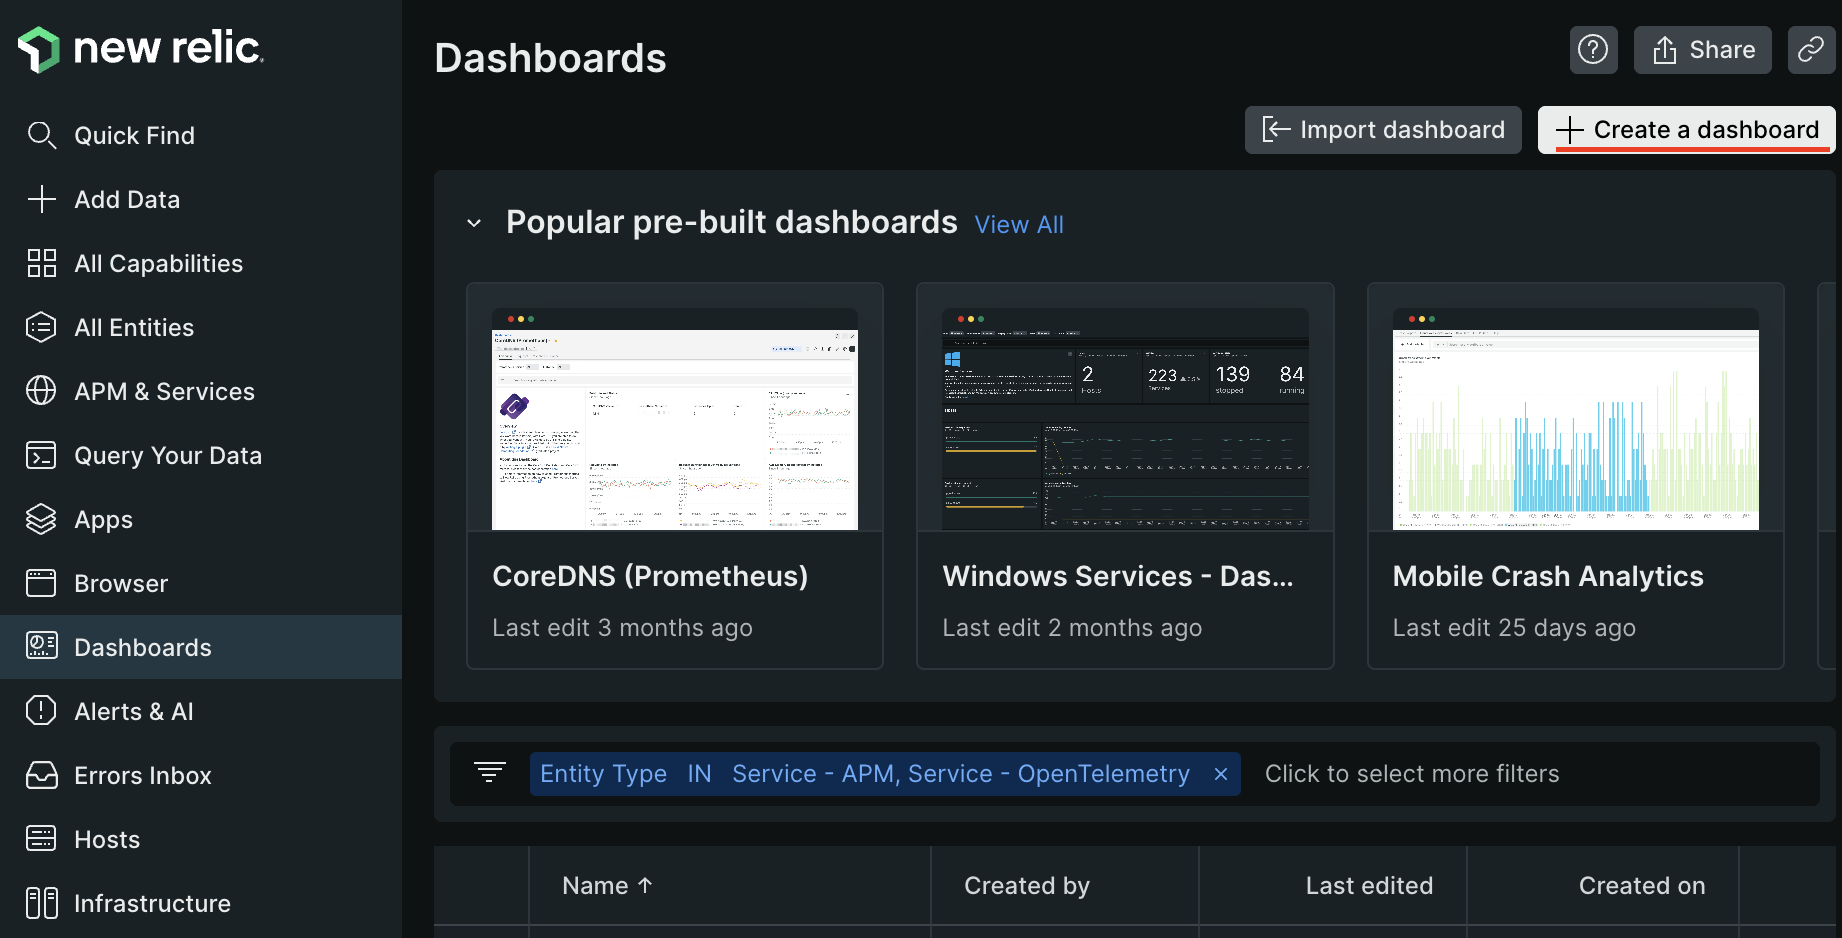 new relic.
Quick Find
Add Data
All Capabilities
All Entities
APM & Services
Query Your Data
Apps
Browser
Dashboards
Alerts & AI
Errors Inbox
Hosts
Infrastructure
Dashboards
Share
Import dashboard
Create a dashboard
Popular pre-built dashboards View All
2
Hosts
223
Services
139
stopped
84
running
CoreDNS (Prometheus)
Last edit 3 months ago
Windows Services - Das...
Last edit 2 months ago
Mobile Crash Analytics
Last edit 25 days ago
Entity Type IN Service - APM, Service - OpenTelemetry × Click to select more filters
Name ↑ Created by Last edited Created on